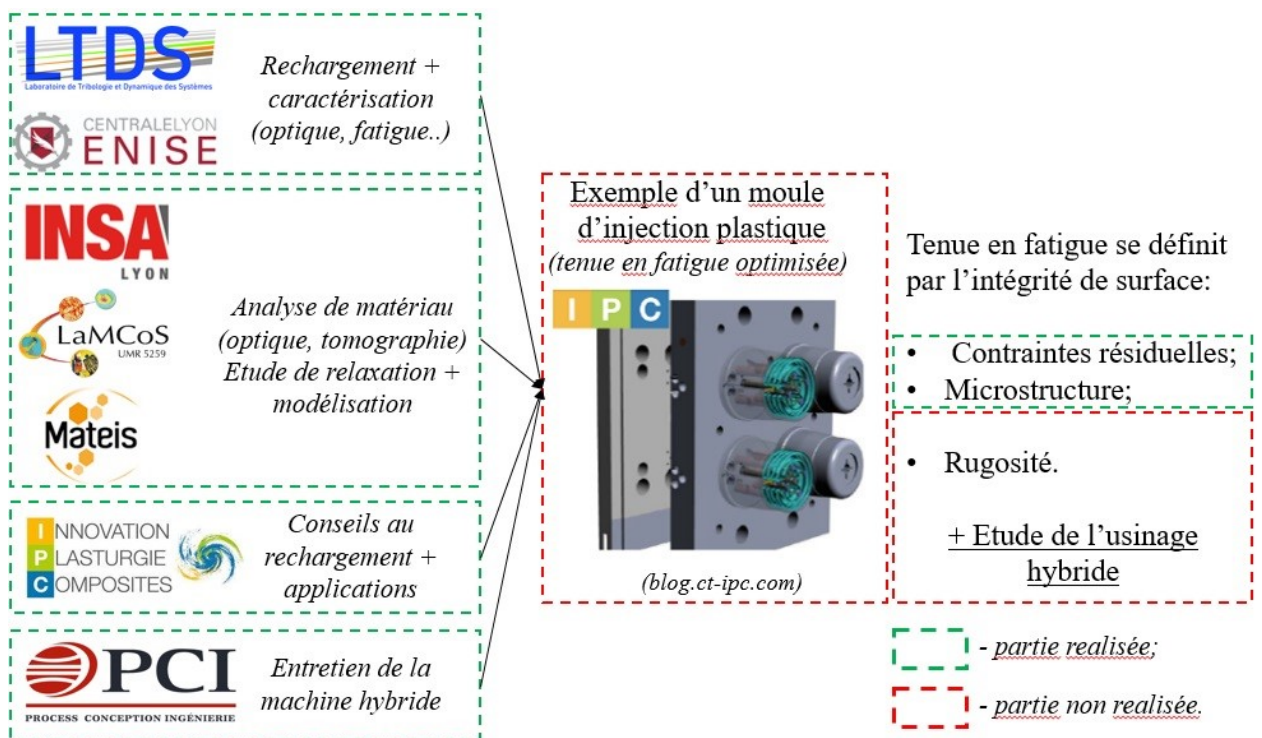 LTDS
Laboratoire de Tribologie et Dynamique des Systèmes
CENTRALELYON
ENISE
Rechargement +
caractérisation
(optique, fatigue..)
INSA
LYON
LaMCoS
UMR 5259
Mateis
Analyse de matériau
(optique, tomographie)
Etude de relaxation +
modélisation
INNOVATION
PLASTURGIE
COMPOSITES
Conseils au
rechargement +
applications
PCI
PROCESS CONCEPTION INGÉNIERIE
Entretien de la
machine hybride
Exemple d’un moule
d’injection plastique
(tenue en fatigue optimisée)
I P C
(blog.ct-ipc.com)
Tenue en fatigue se définit
par l’intégrité de surface:
• Contraintes résiduelles;
• Microstructure;
• Rugosité.
+ Etude de l’usinage
hybride
- partie realisée;
- partie non realisée.